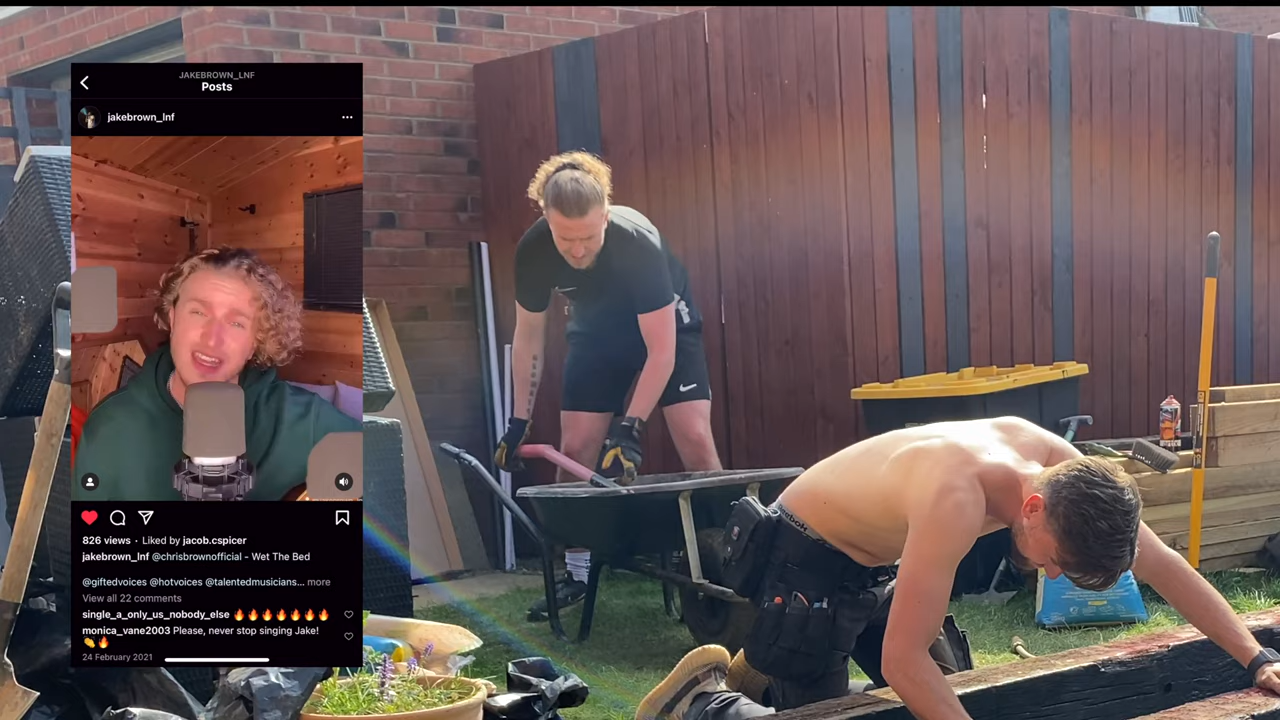 JAKEBROWN_LNF
Posts
jakebrown_lnf
826 views · Liked by jacob.cspicer
jakebrown_lnf @chrisbrownofficial - Wet The Bed
@giftedvoices @hotvoices @talentedmusicians... more
View all 22 comments
single_a_only_us_nobody_else 🔥🔥🔥🔥🔥🔥🔥
monica_vane2003 Please, never stop singing Jake!
👏🔥
24 February 2021
Reebok